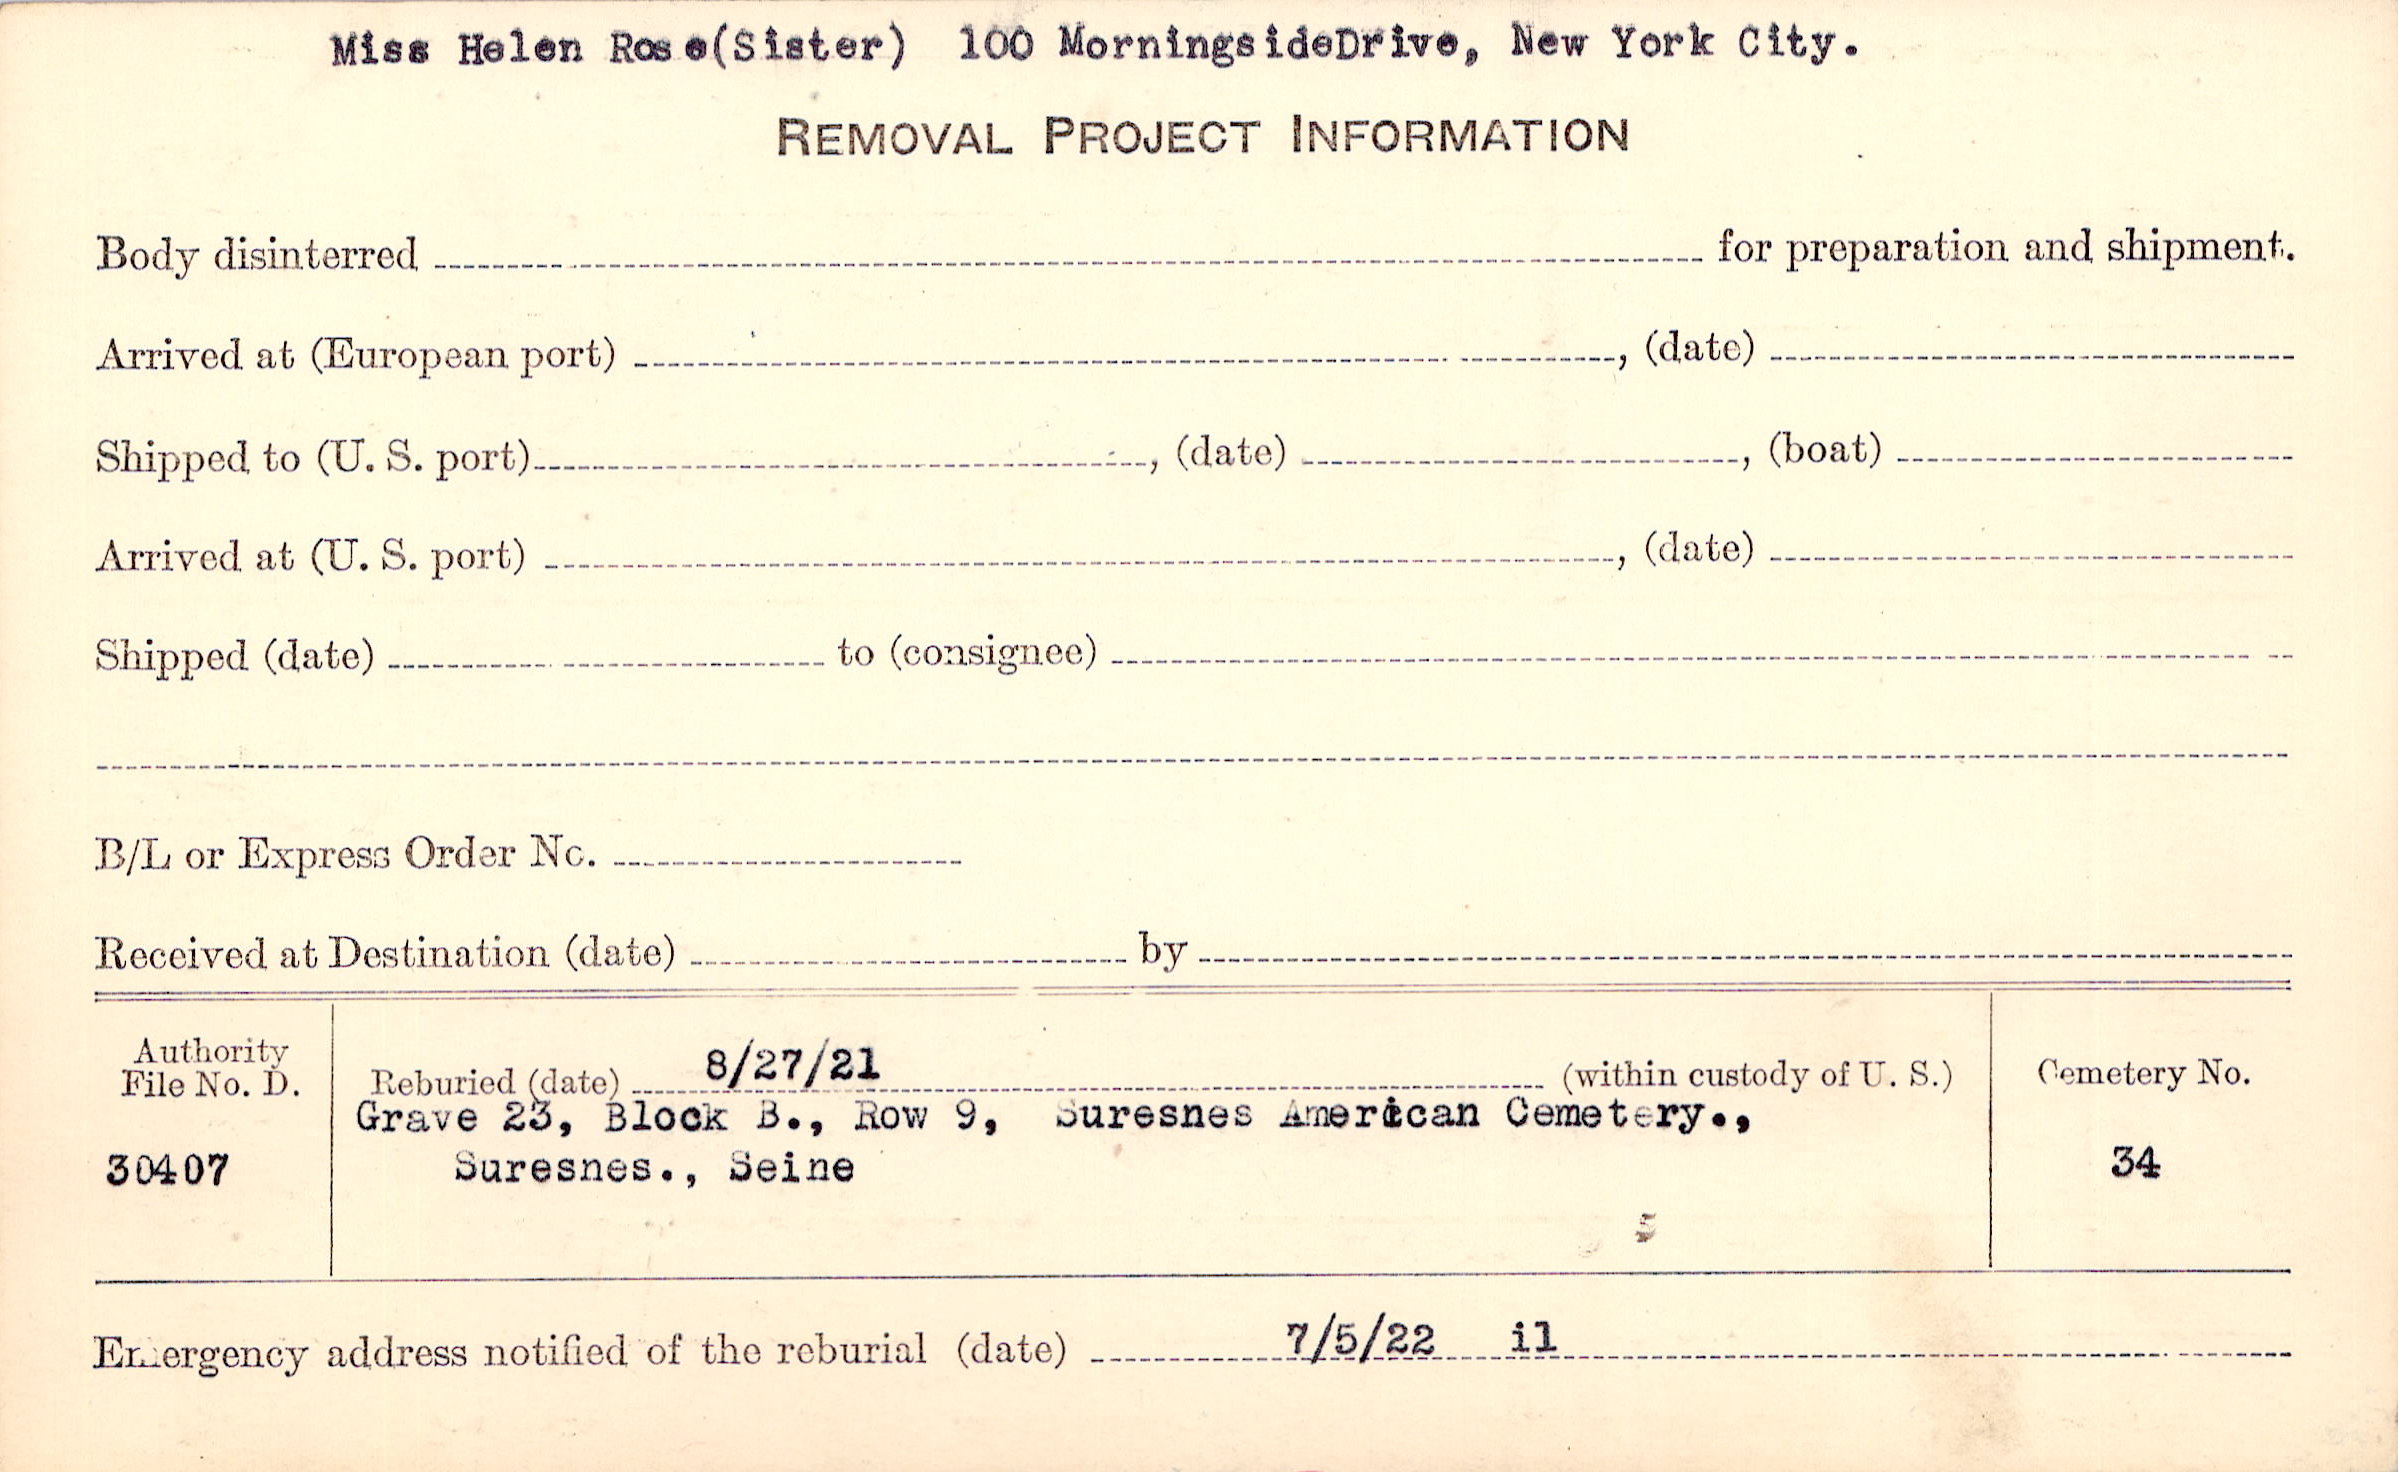 Miss Helen Rose(Sister) 100 MorningsideDrive, New York City.
REMOVAL PROJECT INFORMATION
Body disinterred for preparation and shipment.
Arrived at (European port) , (date)
Shipped to (U. S. port) , (date) , (boat)
Arrived at (U. S. port) , (date)
Shipped (date) to (consignee)
B/L or Express Order No.
Received at Destination (date) by
Authority
File No. D.
30407
Reburied (date) 8/27/21 (within custody of U. S.)
Grave 23, Block B., Row 9, Suresnes American Cemetery.,
Suresnes., Seine
5
Cemetery No.
34
Emergency address notified of the reburial (date) 7/5/22 il